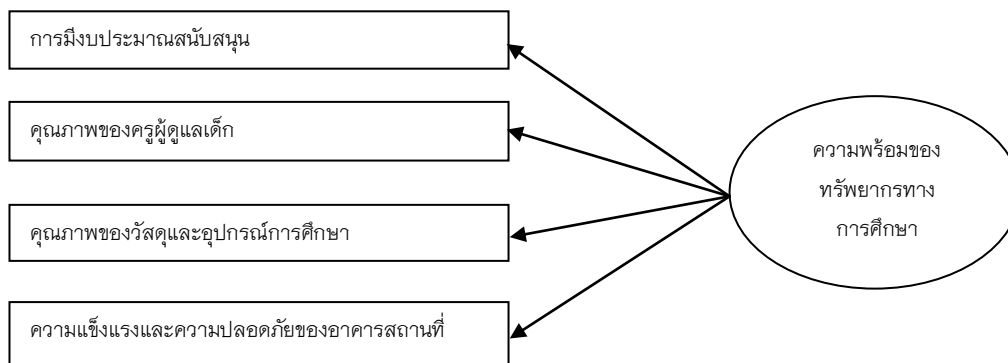 การมีงบประมาณสนับสนุน
คุณภาพของครูผู้ดูแลเด็ก
คุณภาพของวัสดุและอุปกรณ์การศึกษา
ความแข็งแรงและความปลอดภัยของอาคารสถานที่
ความพร้อมของ
ทรัพยากรทาง
การศึกษา